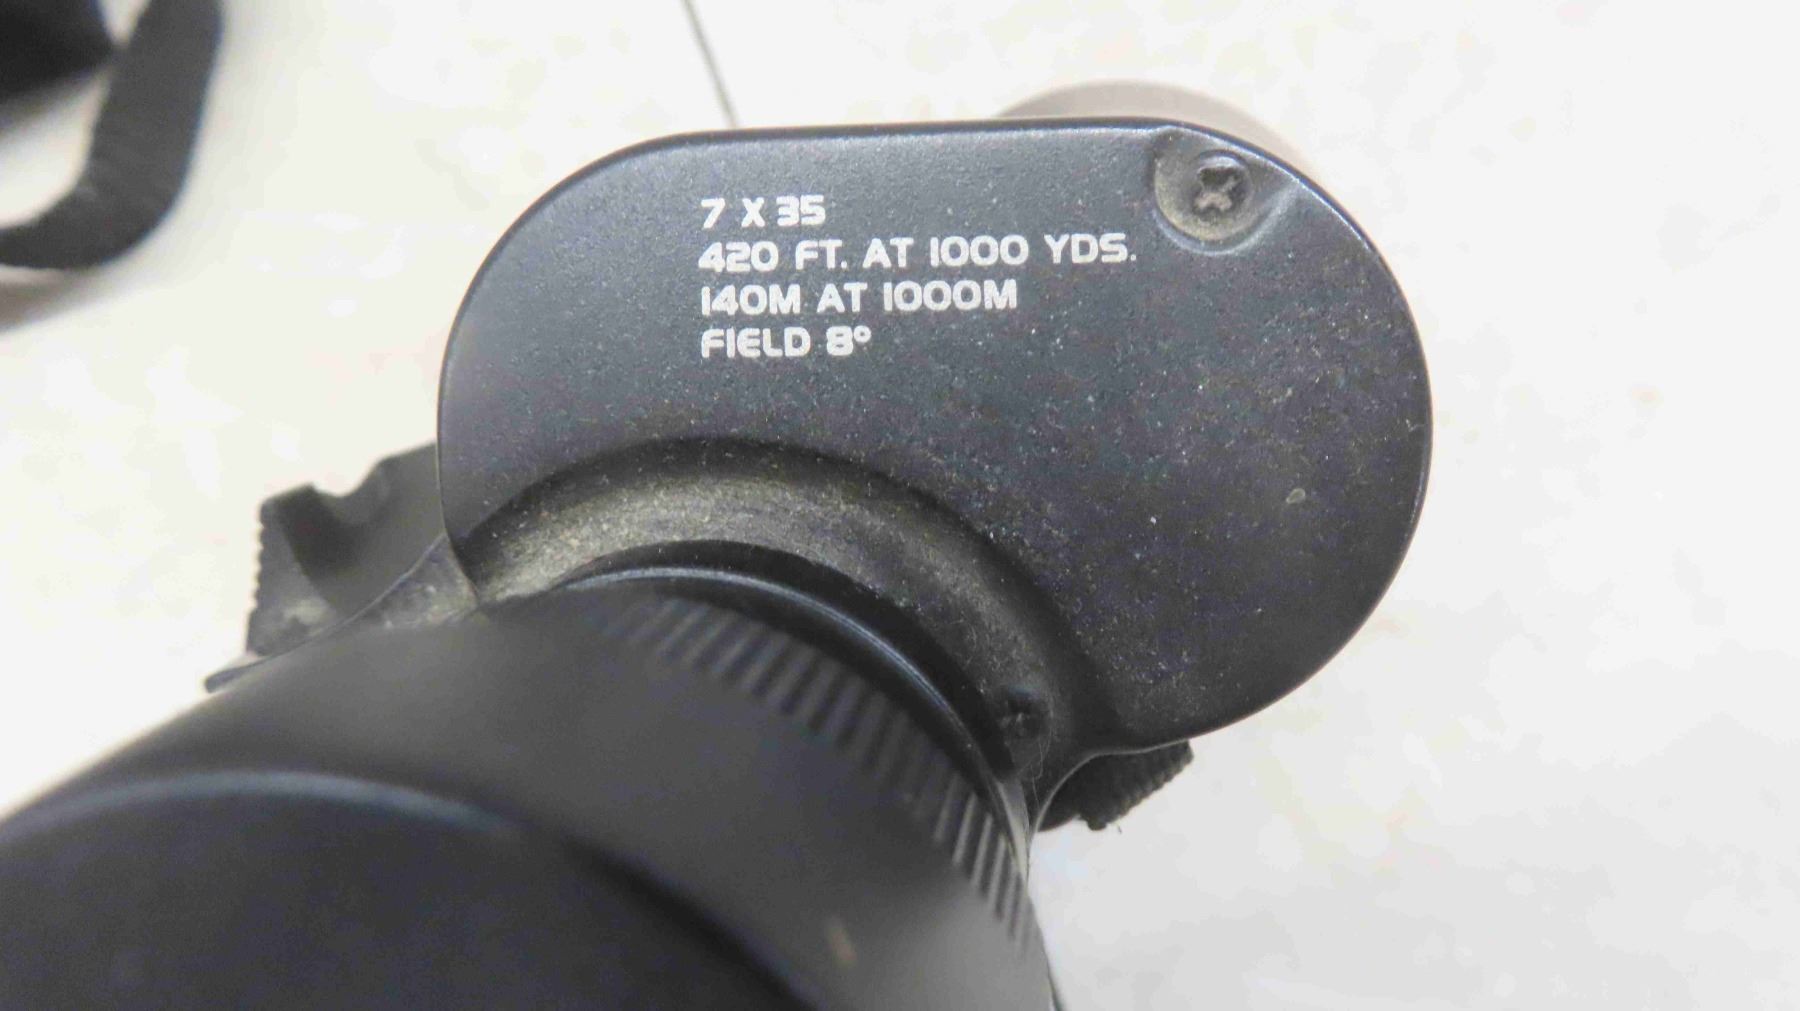 7 X 35
420 FT. AT 1000 YDS.
140M AT 1000M
FIELD 8°